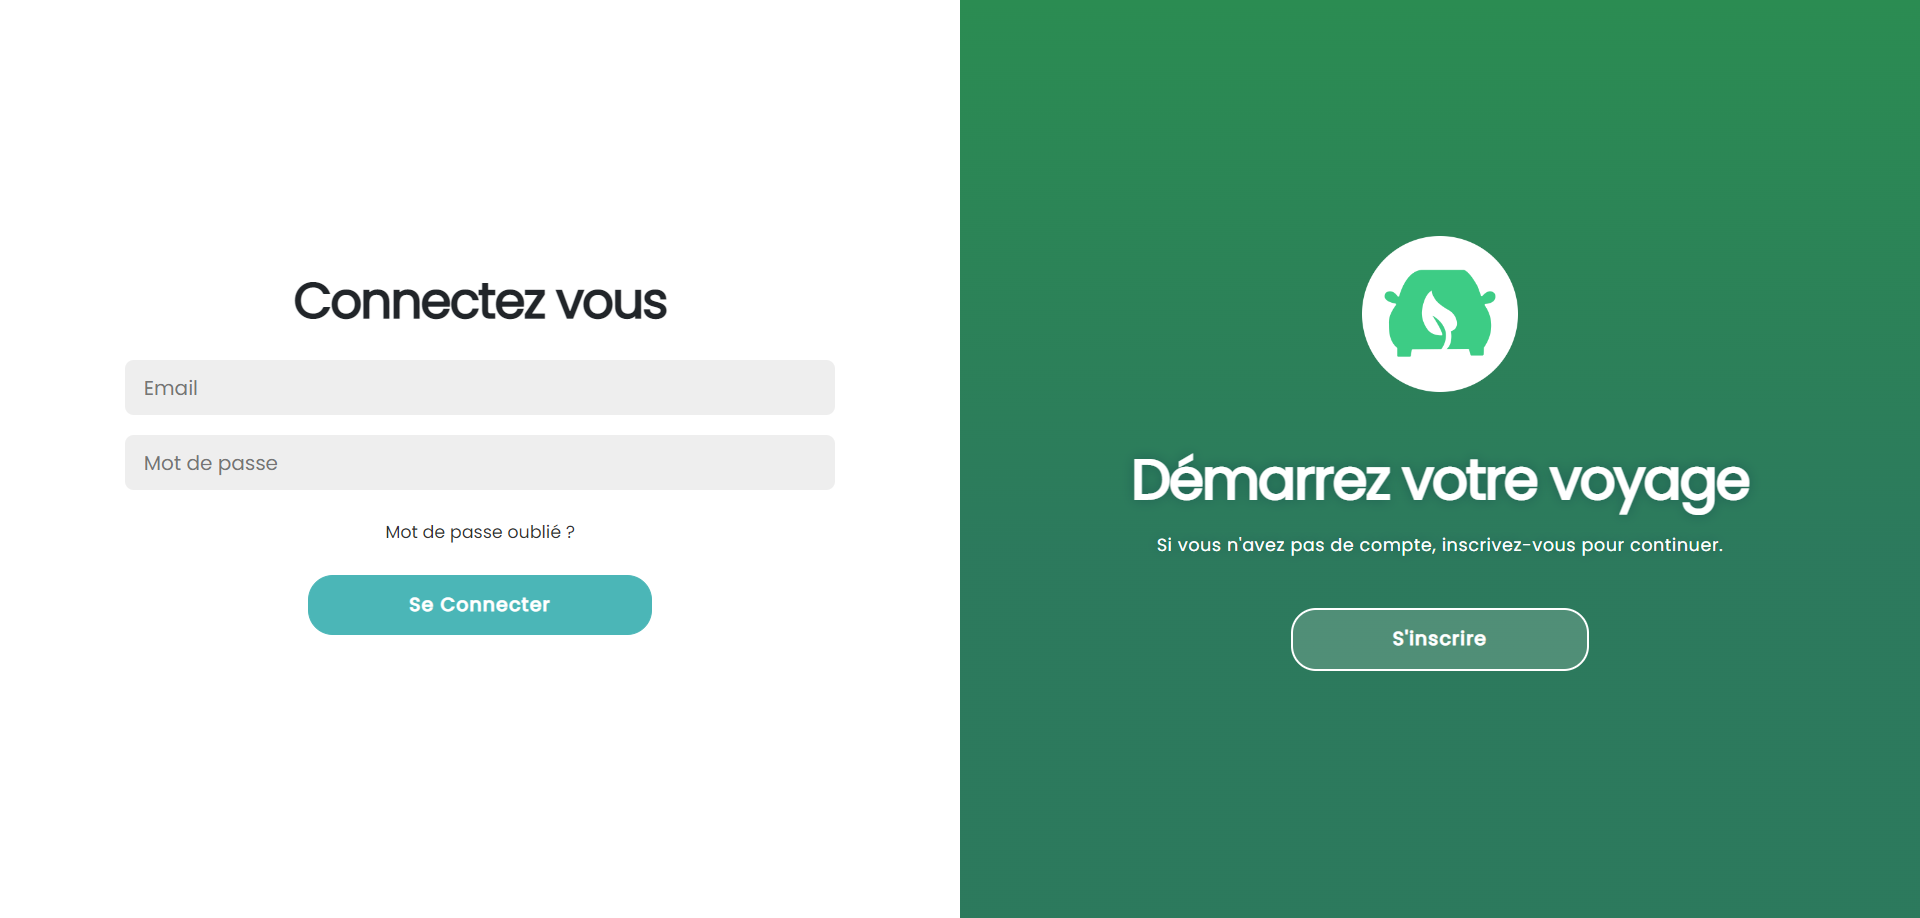 Connectez vous
Email
Mot de passe
Mot de passe oublié ?
Se Connecter
Démarrez votre voyage
Si vous n'avez pas de compte, inscrivez-vous pour continuer.
S'inscrire